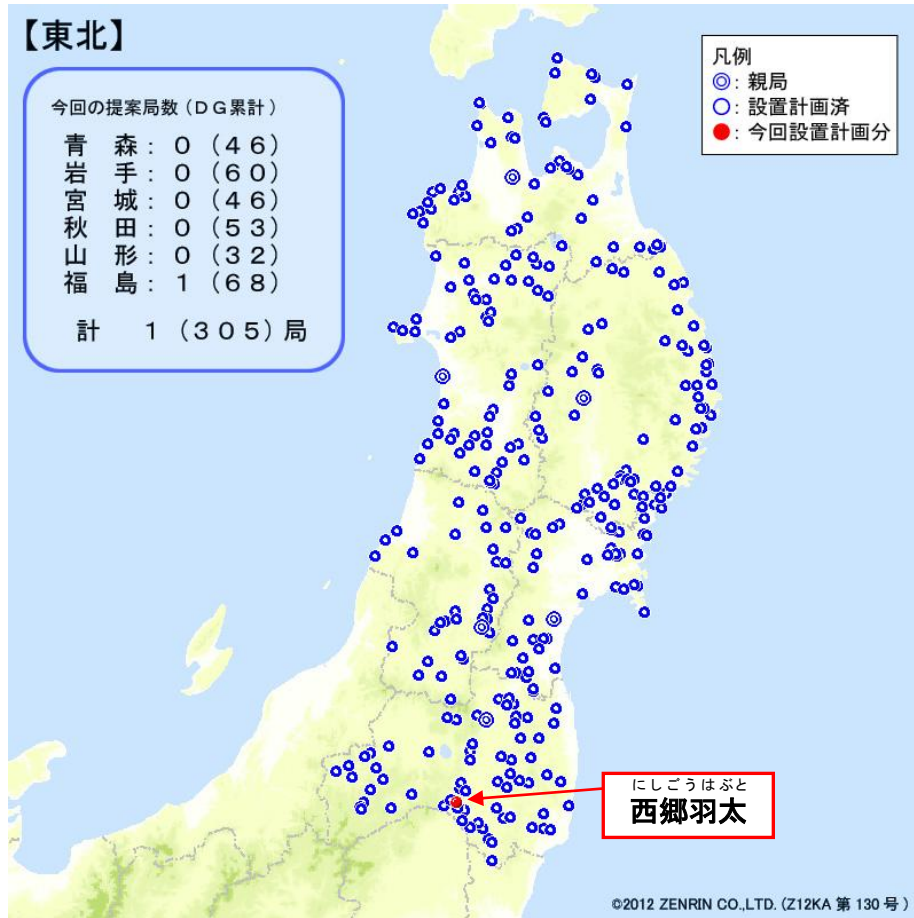 【東北】
今回の提案局数（ＤＧ累計）
青　森：　０　（４６）
岩　手：　０　（６０）
宮　城：　０　（４６）
秋　田：　０　（５３）
山　形：　０　（３２）
福　島：　１　（６８）
計　　１　（３０５）局
凡例
◎：親局
○：設置計画済
●：今回設置計画分
にしごうはぶと
西郷羽太
©2012 ZENRIN CO.,LTD. (Z12KA 第 130 号 )